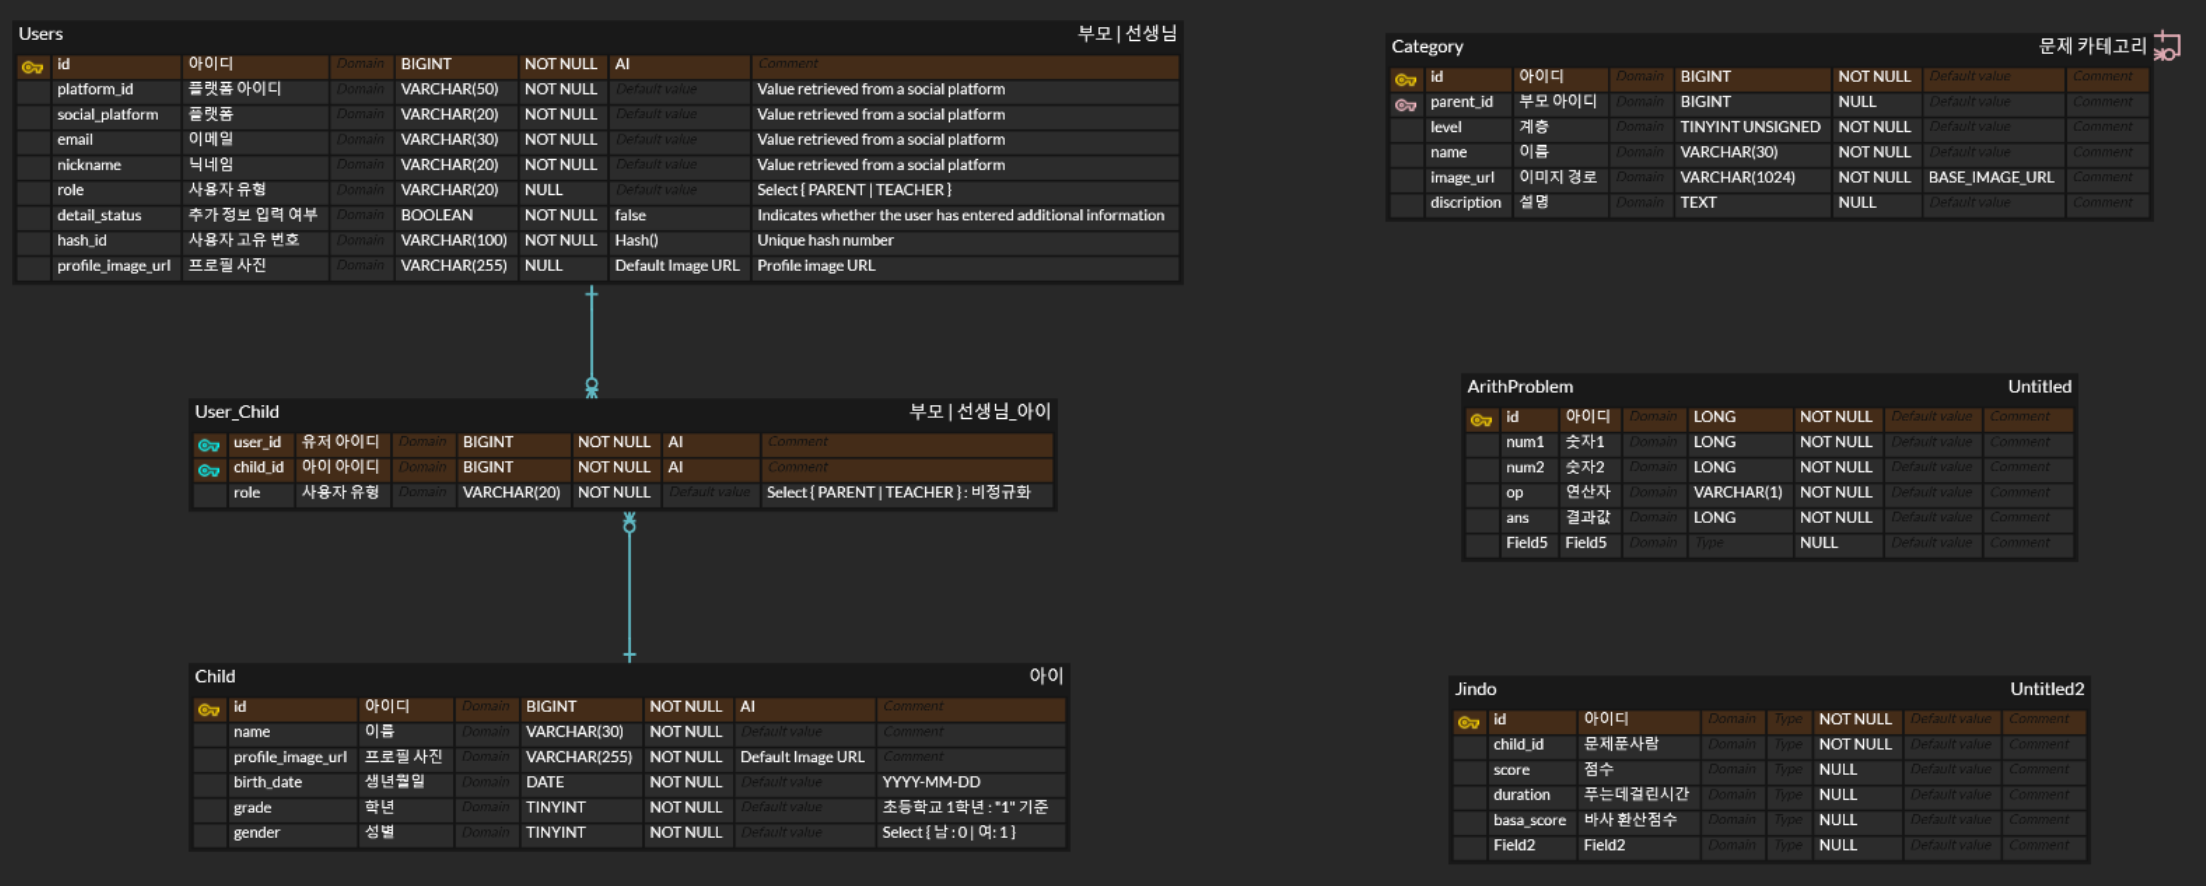 Users 부모 | 선생님
id 아이디 Domain BIGINT NOT NULL AI Comment
platform_id 플랫폼 아이디 Domain VARCHAR(50) NOT NULL Default value Value retrieved from a social platform
social_platform 플랫폼 Domain VARCHAR(20) NOT NULL Default value Value retrieved from a social platform
email 이메일 Domain VARCHAR(30) NOT NULL Default value Value retrieved from a social platform
nickname 닉네임 Domain VARCHAR(20) NOT NULL Default value Value retrieved from a social platform
role 사용자 유형 Domain VARCHAR(20) NULL Default value Select { PARENT | TEACHER }
detail_status 추가 정보 입력 여부 Domain BOOLEAN NOT NULL false Indicates whether the user has entered additional information
hash_id 사용자 고유 번호 Domain VARCHAR(100) NOT NULL Hash() Unique hash number
profile_image_url 프로필 사진 Domain VARCHAR(255) NULL Default Image URL Profile image URL
User_Child 부모 | 선생님_아이
user_id 유저 아이디 Domain BIGINT NOT NULL AI Comment
child_id 아이 아이디 Domain BIGINT NOT NULL AI Comment
role 사용자 유형 Domain VARCHAR(20) NOT NULL Default value Select { PARENT | TEACHER } : 비정규화
Child 아이
id 아이디 Domain BIGINT NOT NULL AI Comment
name 이름 Domain VARCHAR(30) NOT NULL Default value Comment
profile_image_url 프로필 사진 Domain VARCHAR(255) NOT NULL Default Image URL Comment
birth_date 생년월일 Domain DATE NOT NULL Default value YYYY-MM-DD
grade 학년 Domain TINYINT NOT NULL Default value 초등학교 1학년 : "1" 기준
gender 성별 Domain TINYINT NOT NULL Default value Select { 남 : 0 | 여: 1 }
Category 문제 카테고리
id 아이디 Domain BIGINT NOT NULL Default value Comment
parent_id 부모 아이디 Domain BIGINT NULL Default value Comment
level 계층 Domain TINYINT UNSIGNED NOT NULL Default value Comment
name 이름 Domain VARCHAR(30) NOT NULL Default value Comment
image_url 이미지 경로 Domain VARCHAR(1024) NOT NULL BASE_IMAGE_URL Comment
discription 설명 Domain TEXT NULL Default value Comment
ArithProblem Untitled
id 아이디 Domain LONG NOT NULL Default value Comment
num1 숫자1 Domain LONG NOT NULL Default value Comment
num2 숫자2 Domain LONG NOT NULL Default value Comment
op 연산자 Domain VARCHAR(1) NOT NULL Default value Comment
ans 결과값 Domain LONG NOT NULL Default value Comment
Field5 Field5 Domain Type NULL Default value Comment
Jindo Untitled2
id 아이디 Domain Type NOT NULL Default value Comment
child_id 문제푼사람 Domain Type NOT NULL Default value Comment
score 점수 Domain Type NULL Default value Comment
duration 푸는데걸린시간 Domain Type NULL Default value Comment
basa_score 바사 환산점수 Domain Type NULL Default value Comment
Field2 Field2 Domain Type NULL Default value Comment